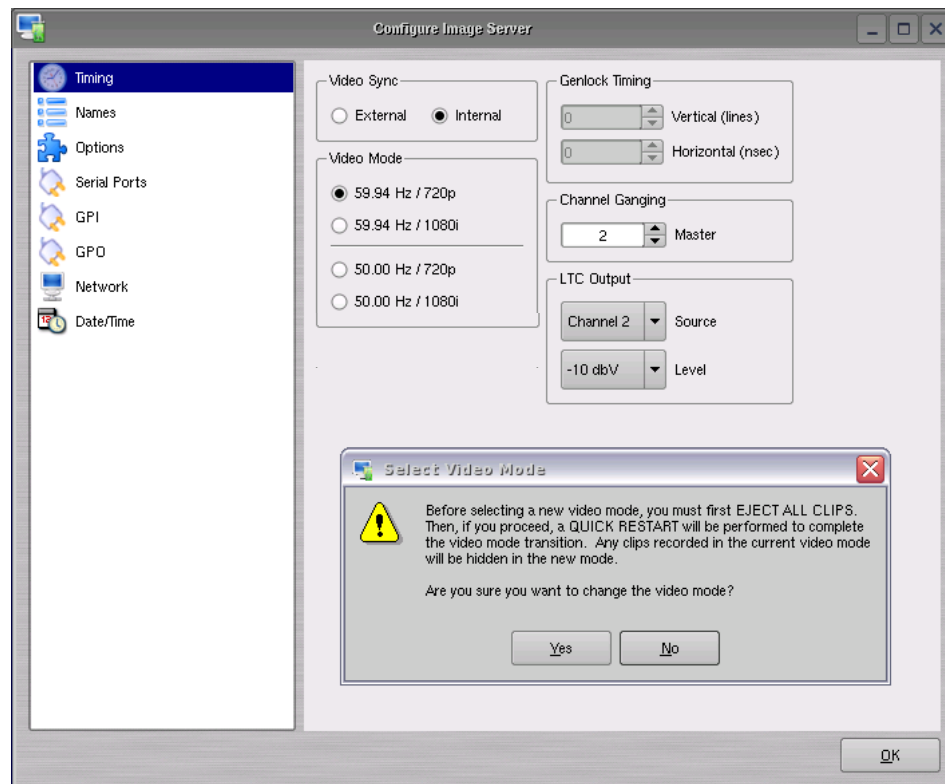 Configure Image Server
Timing
Names
Options
Serial Ports
GPI
GPO
Network
Date/Time
Video Sync
External Internal
Video Mode
59.94 Hz / 720p
59.94 Hz / 1080i
50.00 Hz / 720p
50.00 Hz / 1080i
Genlock Timing
0 Vertical (lines)
0 Horizontal (nsec)
Channel Ganging
2 Master
LTC Output
Channel 2 Source
-10 dbV Level
Select Video Mode
Before selecting a new video mode, you must first EJECT ALL CLIPS.
Then, if you proceed, a QUICK RESTART will be performed to complete
the video mode transition. Any clips recorded in the current video mode
will be hidden in the new mode.
Are you sure you want to change the video mode?
Yes No
OK